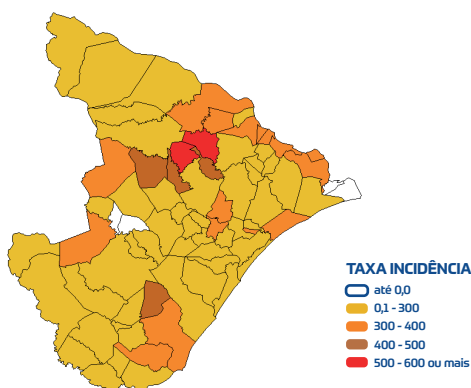 TAXA INCIDÊNCIA
até 0,0
0,1 - 300
300 - 400
400 - 500
500 - 600 ou mais